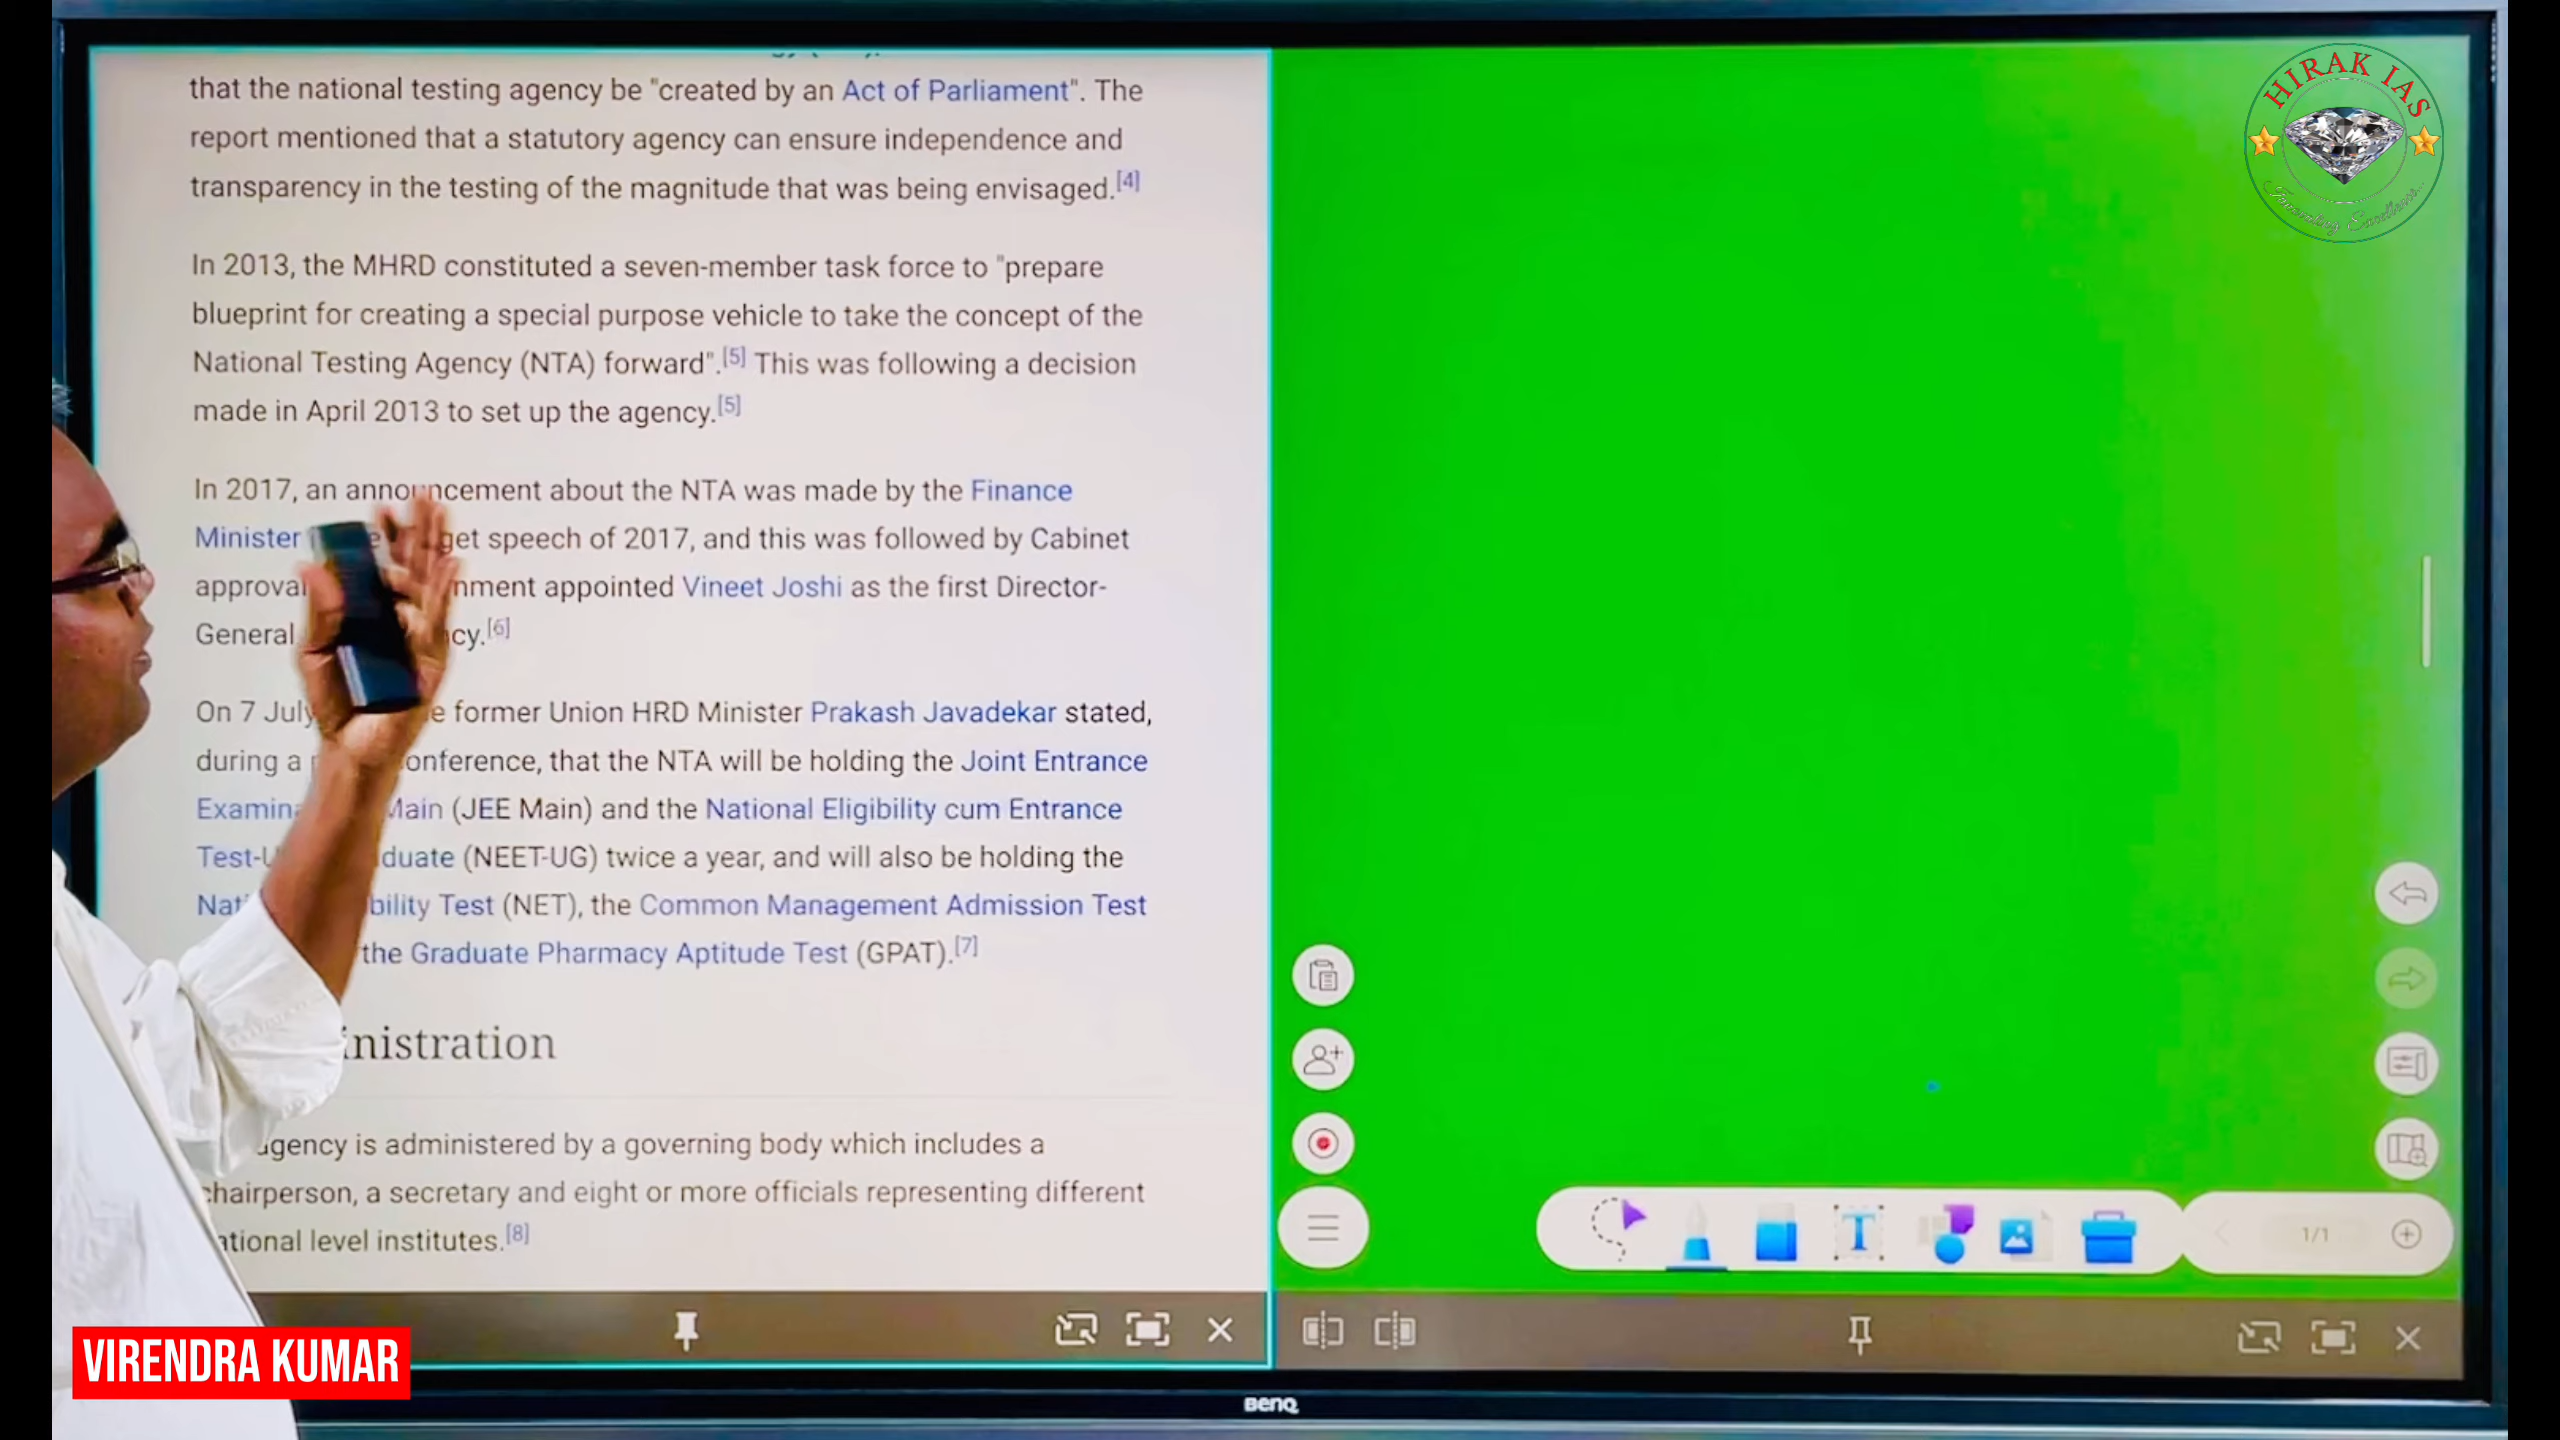 that the national testing agency be "created by an Act of Parliament". The
report mentioned that a statutory agency can ensure independence and
transparency in the testing of the magnitude that was being envisaged.[4]
In 2013, the MHRD constituted a seven-member task force to "prepare
blueprint for creating a special purpose vehicle to take the concept of the
National Testing Agency (NTA) forward".[5] This was following a decision
made in April 2013 to set up the agency.[5]
In 2017, an announcement about the NTA was made by the Finance
Minister get speech of 2017, and this was followed by Cabinet
approval nment appointed Vineet Joshi as the first Director-
General cy.[6]
On 7 July e former Union HRD Minister Prakash Javadekar stated,
during a onference, that the NTA will be holding the Joint Entrance
Examina Main (JEE Main) and the National Eligibility cum Entrance
Test-U duate (NEET-UG) twice a year, and will also be holding the
Nat bility Test (NET), the Common Management Admission Test
the Graduate Pharmacy Aptitude Test (GPAT).[7]
inistration
agency is administered by a governing body which includes a
chairperson, a secretary and eight or more officials representing different
ational level institutes.[8]
HIRAK IAS
Excellence...
T
1/1
VIRENDRA KUMAR
BenQ